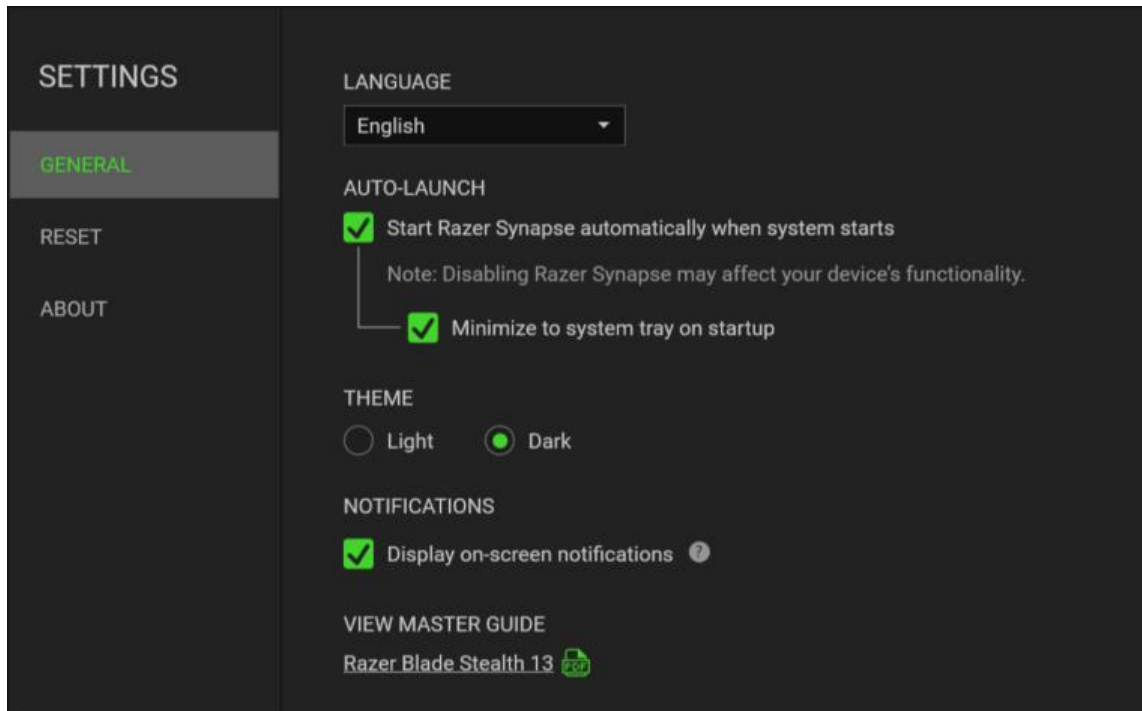 SETTINGS
GENERAL
RESET
ABOUT
LANGUAGE
English
AUTO-LAUNCH
Start Razer Synapse automatically when system starts
Note: Disabling Razer Synapse may affect your device’s functionality.
Minimize to system tray on startup
THEME
Light Dark
NOTIFICATIONS
Display on-screen notifications ?
VIEW MASTER GUIDE
Razer Blade Stealth 13 PDF